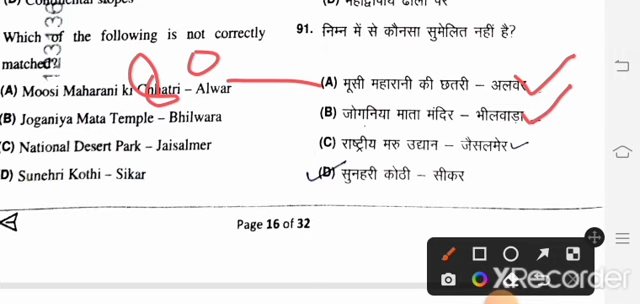 (D) महाद्वीपीय ढाल पर
Which of the following is not correctly
matched?
(A) Moosi Maharani ki Chhatri – Alwar
(B) Joganiya Mata Temple – Bhilwara
(C) National Desert Park – Jaisalmer
D) Sunehri Kothi – Sikar
91. निम्न में से कौनसा सुमेलित नहीं है?
(A) मूसी महारानी की छतरी – अलवर
(B) जोगनिया माता मंदिर – भीलवाड़ा
(C) राष्ट्रीय मरु उद्यान – जैसलमेर
(D) सुनहरी कोठी – सीकर
Page 16 of 32
XRecorder